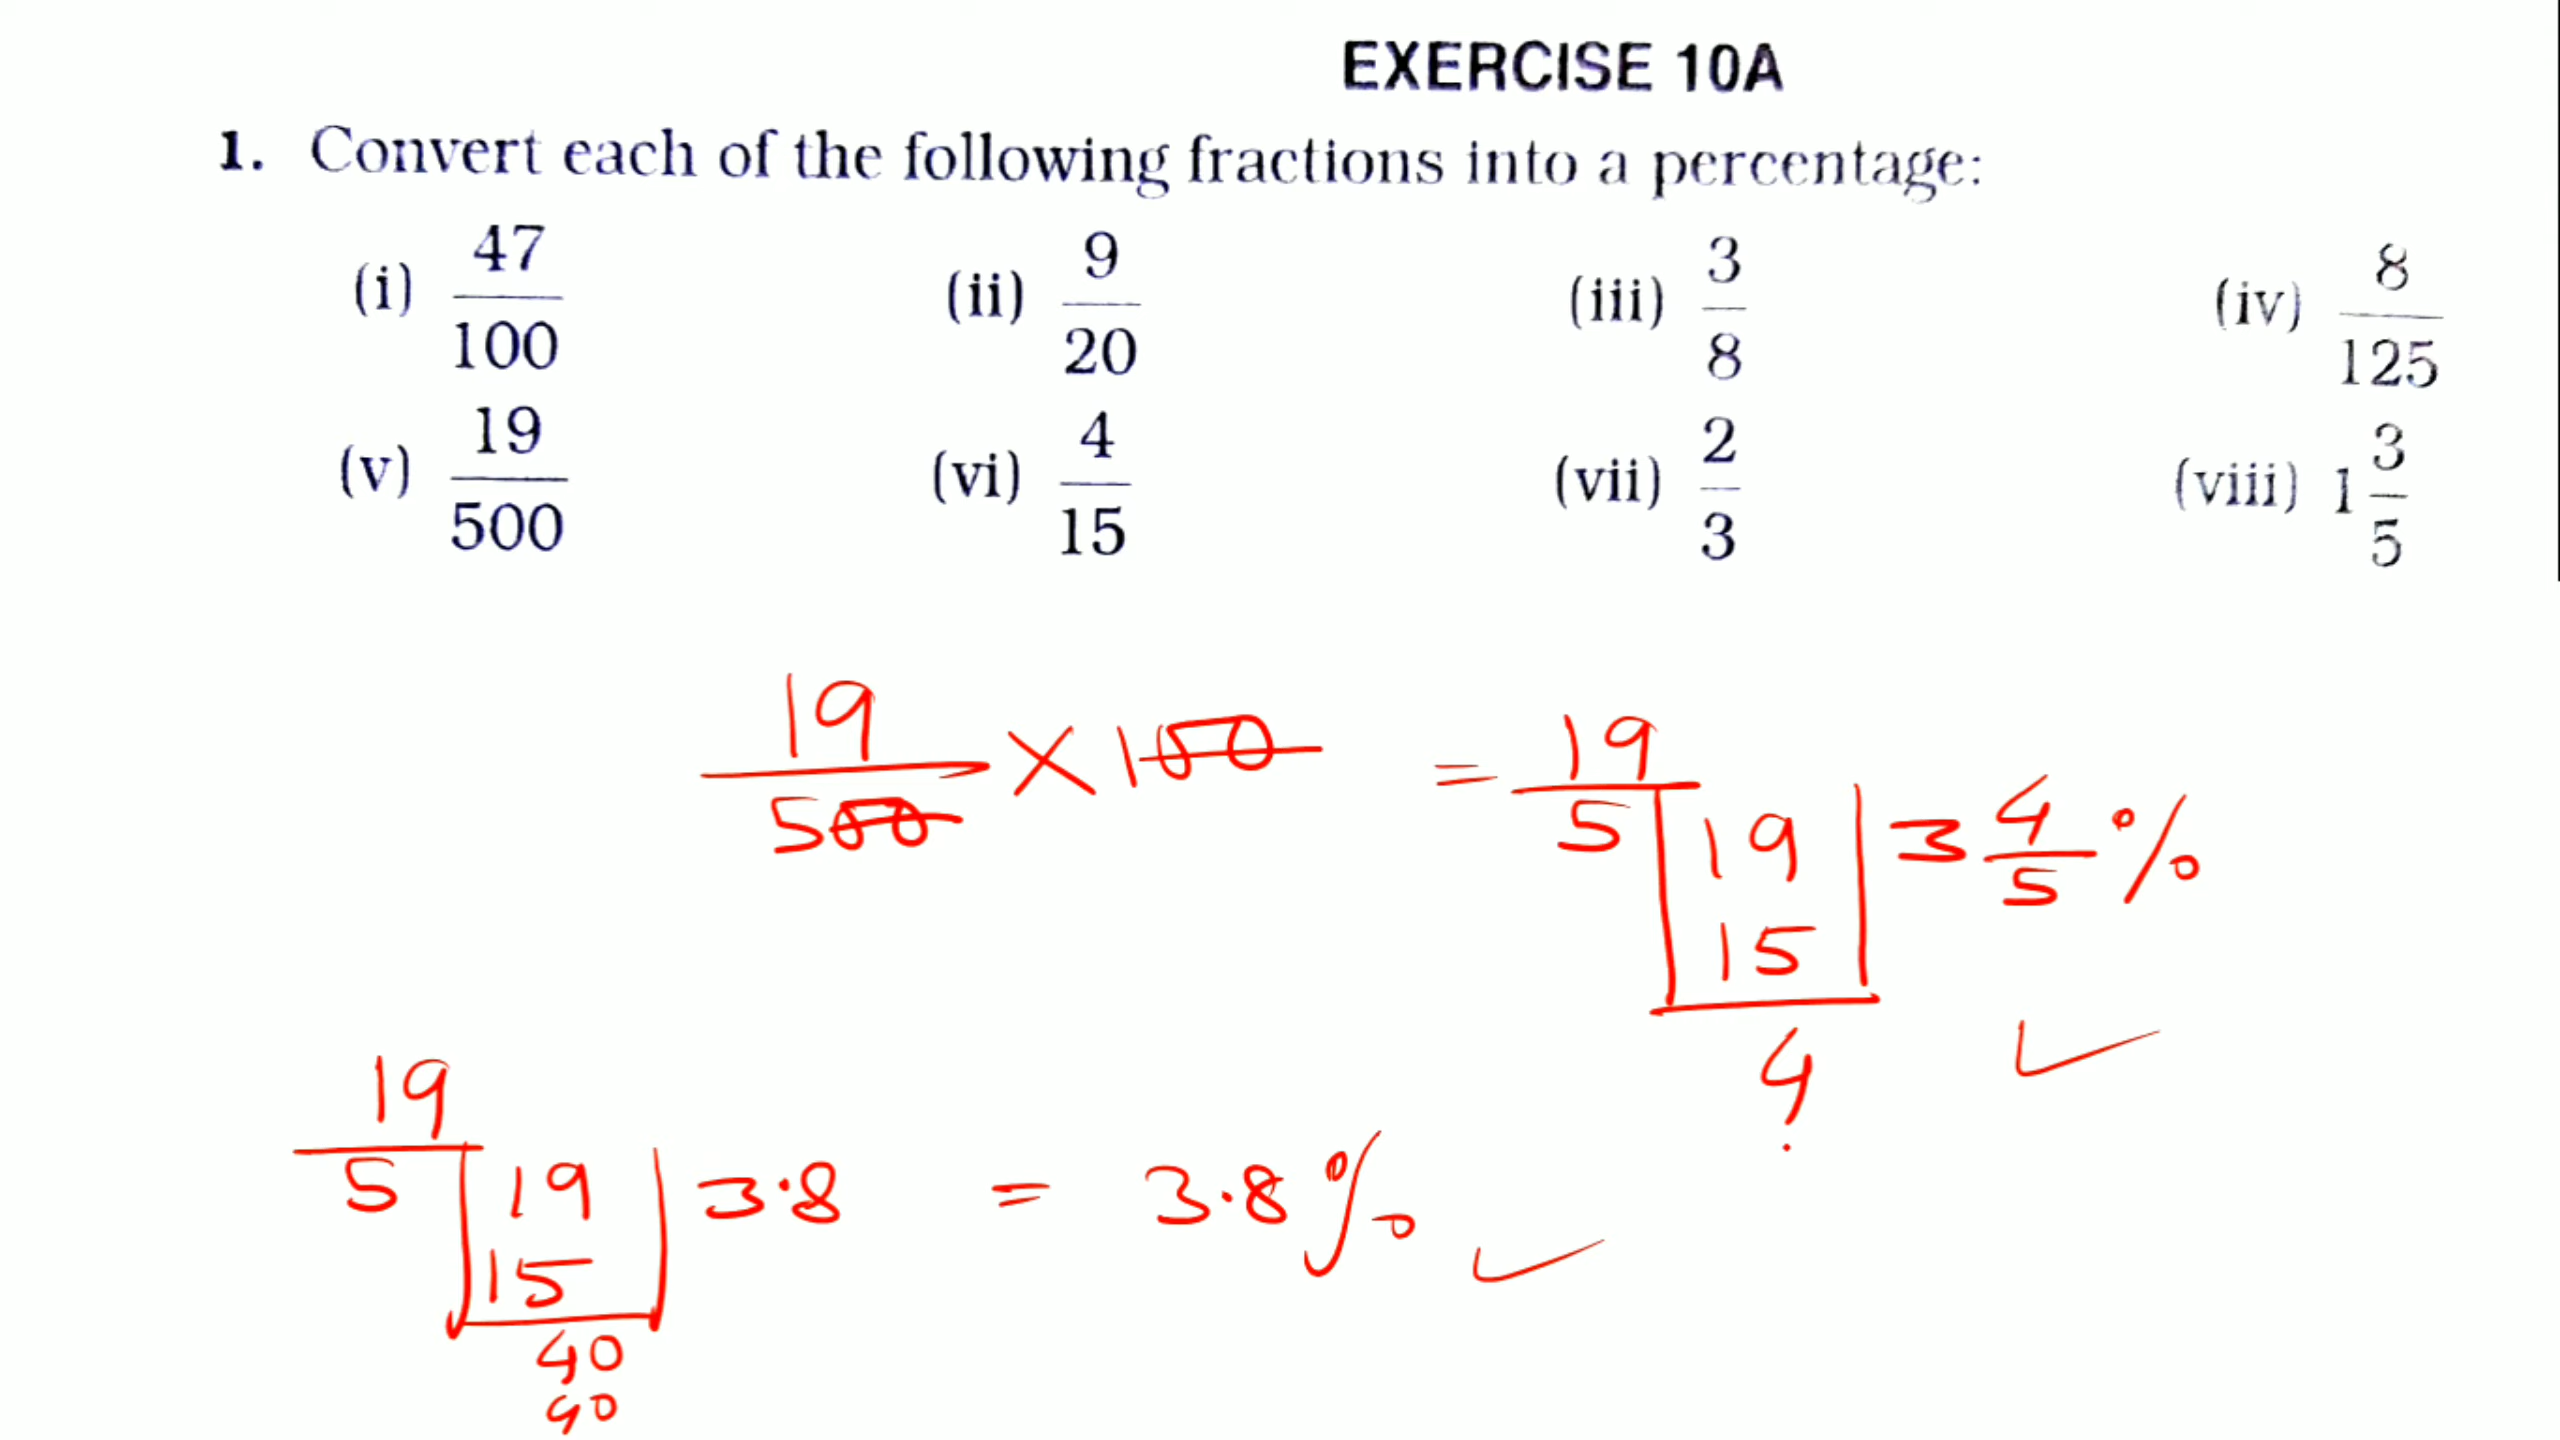 EXERCISE 10A
1. Convert each of the following fractions into a percentage:
(i) 47/100 (ii) 9/20 (iii) 3/8 (iv) 8/125
(v) 19/500 (vi) 4/15 (vii) 2/3 (viii) 1 3/5
19/500 × 100 = 19/5 | 19 | 3 4/5 %
15
4
19/5 | 19 | 3.8 = 3.8%
15
40
40